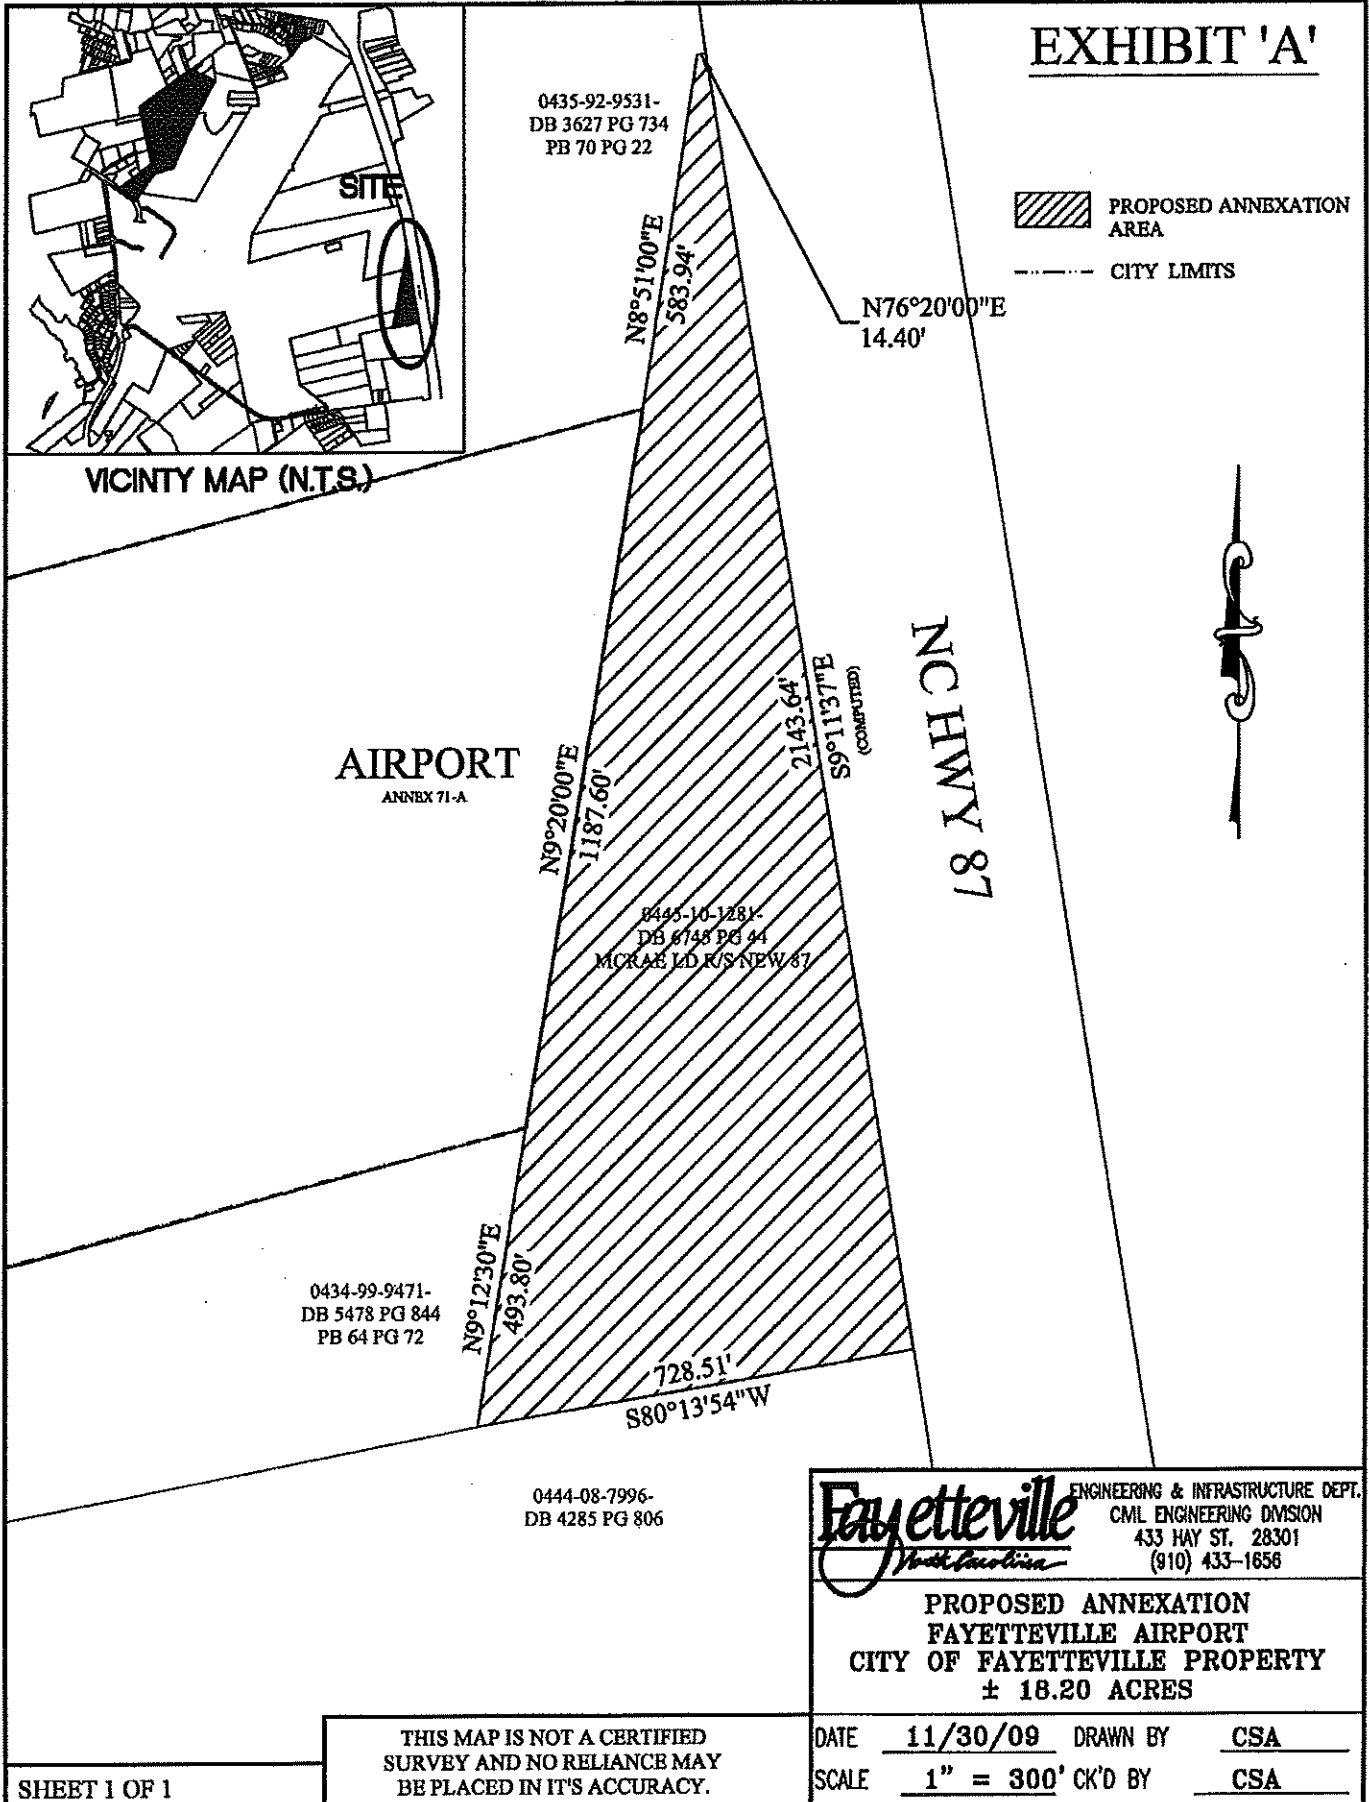 EXHIBIT 'A'
SITE
VICINTY MAP (N.T.S.)
0435-92-9531-
DB 3627 PG 734
PB 70 PG 22
PROPOSED ANNEXATION
AREA
CITY LIMITS
N8°51'00"E
583.94'
N76°20'00"E
14.40'
AIRPORT
ANNEX 71-A
N9°20'00"E
1187.60'
2143.64'
S9°11'37"E
(COMPUTED)
NC HWY 87
0445-10-1281-
DB 6745 PG 44
MCRAE LD R/S NEW 87
0434-99-9471-
DB 5478 PG 844
PB 64 PG 72
N9°12'30"E
493.80'
728.51'
S80°13'54"W
0444-08-7996-
DB 4285 PG 806
Fayetteville
North Carolina
ENGINEERING & INFRASTRUCTURE DEPT.
CIVIL ENGINEERING DIVISION
433 HAY ST. 28301
(910) 433-1656
PROPOSED ANNEXATION
FAYETTEVILLE AIRPORT
CITY OF FAYETTEVILLE PROPERTY
± 18.20 ACRES
DATE 11/30/09 DRAWN BY CSA
SCALE 1" = 300' CK'D BY CSA
THIS MAP IS NOT A CERTIFIED
SURVEY AND NO RELIANCE MAY
BE PLACED IN IT'S ACCURACY.
SHEET 1 OF 1